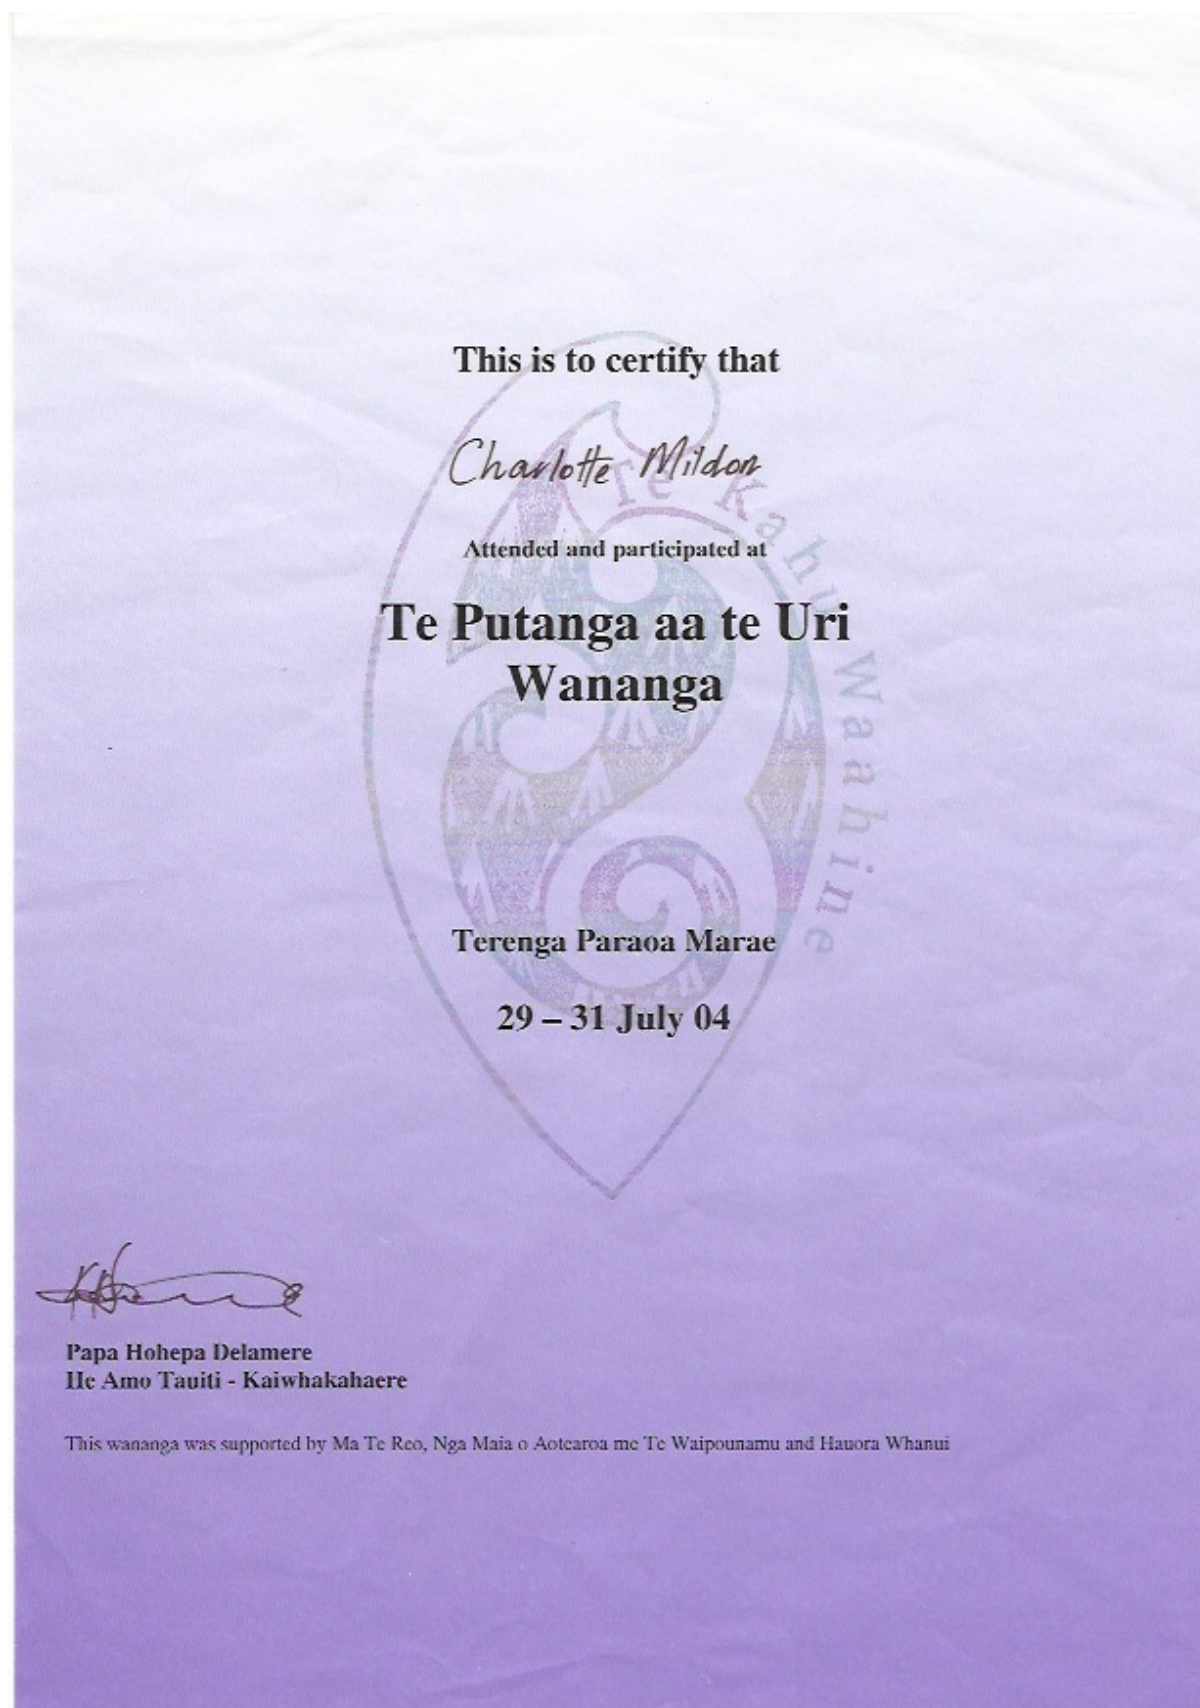 This is to certify that
Charlotte Mildon
Te Kahu Waahine
Attended and participated at
Te Putanga aa te Uri
Wananga
Terenga Paraoa Marae
29 – 31 July 04
Papa Hohepa Delamere
He Amo Tauiti - Kaiwhakahaere
This wananga was supported by Ma Te Reo, Nga Maia o Aotearoa me Te Waipounamu and Hauora Whanui